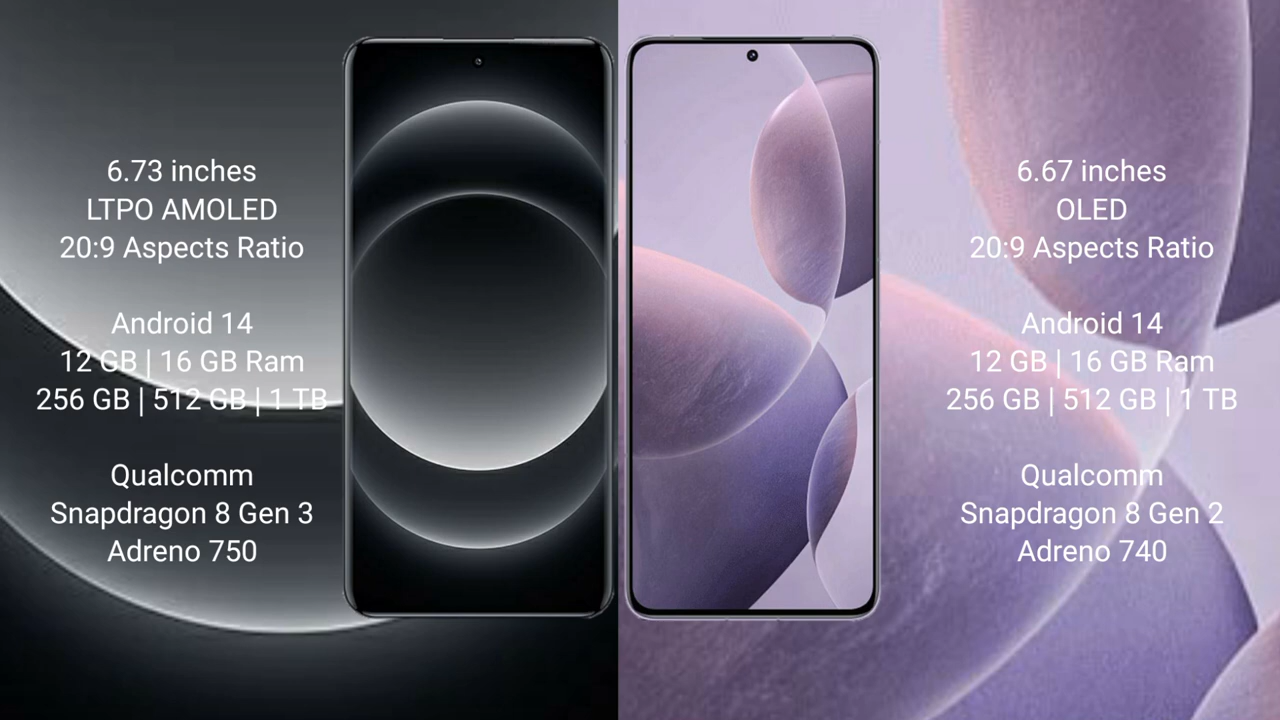 6.73 inches
LTPO AMOLED
20:9 Aspects Ratio
Android 14
12 GB | 16 GB Ram
256 GB | 512 GB | 1 TB
Qualcomm
Snapdragon 8 Gen 3
Adreno 750
6.67 inches
OLED
20:9 Aspects Ratio
Android 14
12 GB | 16 GB Ram
256 GB | 512 GB | 1 TB
Qualcomm
Snapdragon 8 Gen 2
Adreno 740